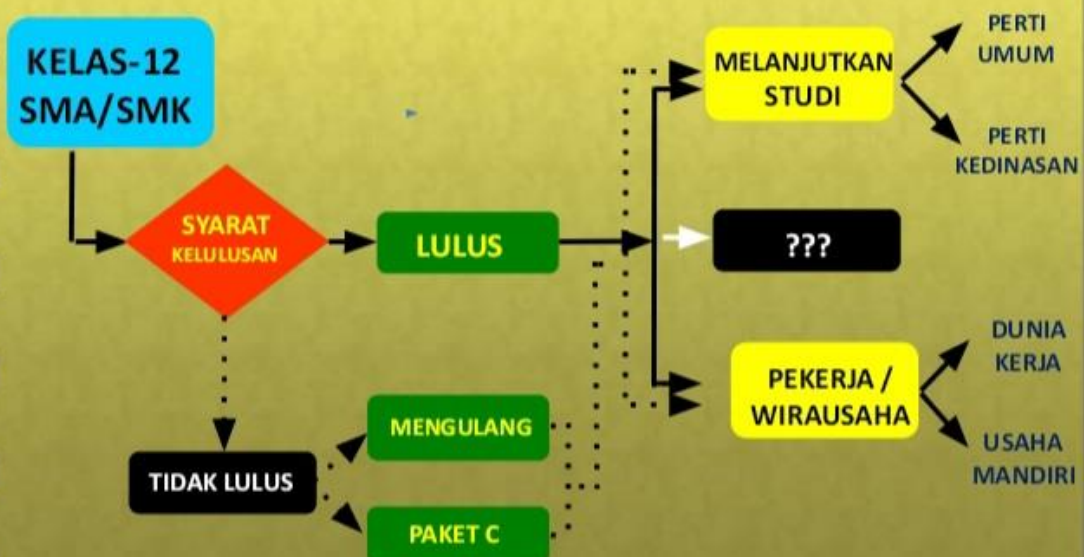 KELAS-12
SMA/SMK
SYARAT
KELULUSAN
LULUS
TIDAK LULUS
MENGULANG
PAKET C
MELANJUTKAN
STUDI
PERTI
UMUM
PERTI
KEDINASAN
???
PEKERJA /
WIRAUSAHA
DUNIA
KERJA
USAHA
MANDIRI